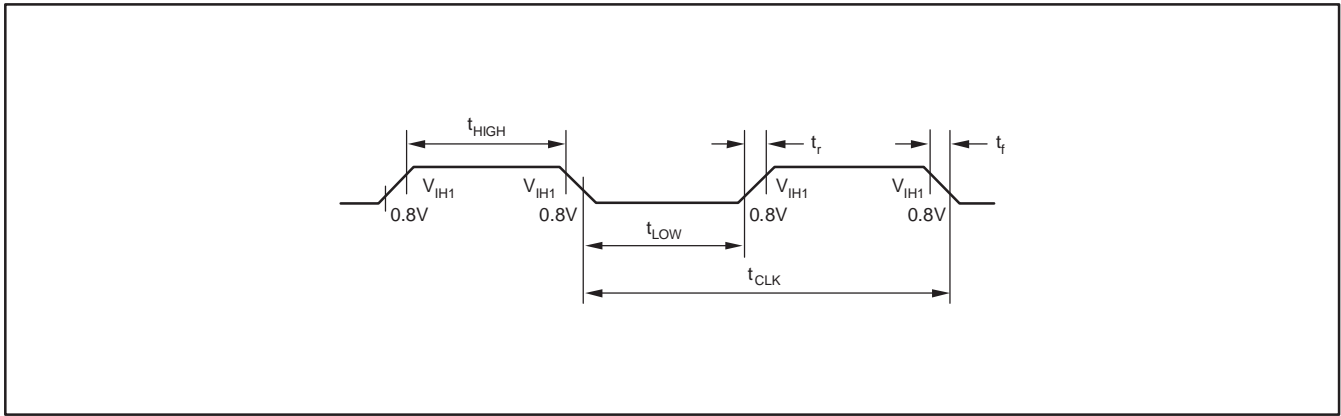 tHIGH tr tf
VIH1 VIH1 VIH1 VIH1
0.8V 0.8V 0.8V 0.8V
tLOW
tCLK